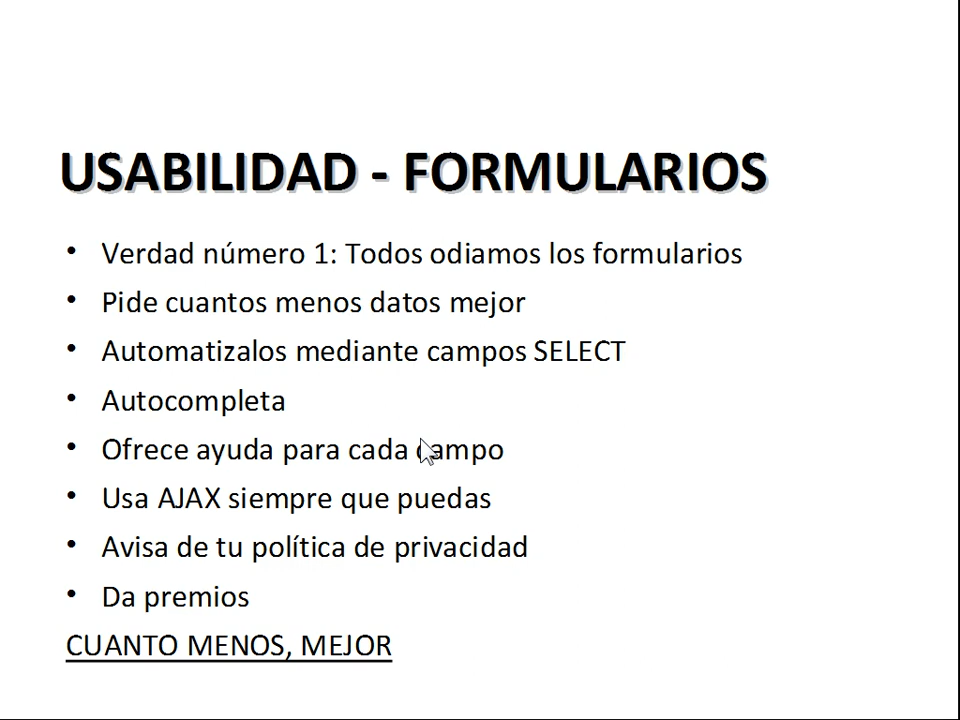 USABILIDAD - FORMULARIOS
• Verdad número 1: Todos odiamos los formularios
• Pide cuantos menos datos mejor
• Automatizalos mediante campos SELECT
• Autocompleta
• Ofrece ayuda para cada campo
• Usa AJAX siempre que puedas
• Avisa de tu política de privacidad
• Da premios
CUANTO MENOS, MEJOR